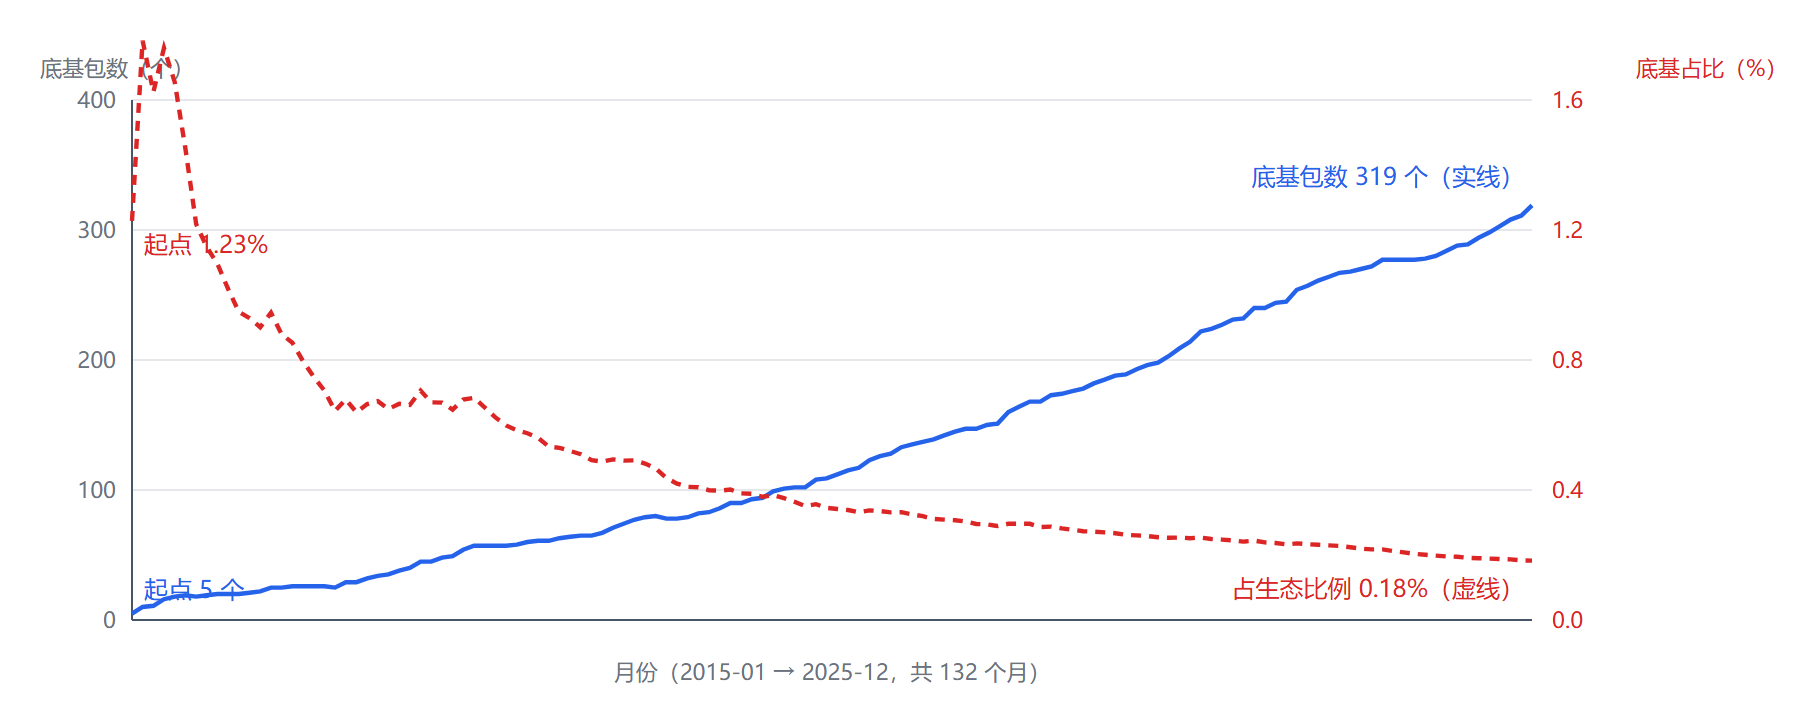 底基包数（个）
底基占比（%）
400
300
200
100
0
1.6
1.2
0.8
0.4
0.0
底基包数 319 个（实线）
起点 1.23%
起点 5 个
占生态比例 0.18%（虚线）
月份（2015-01 → 2025-12，共 132 个月）